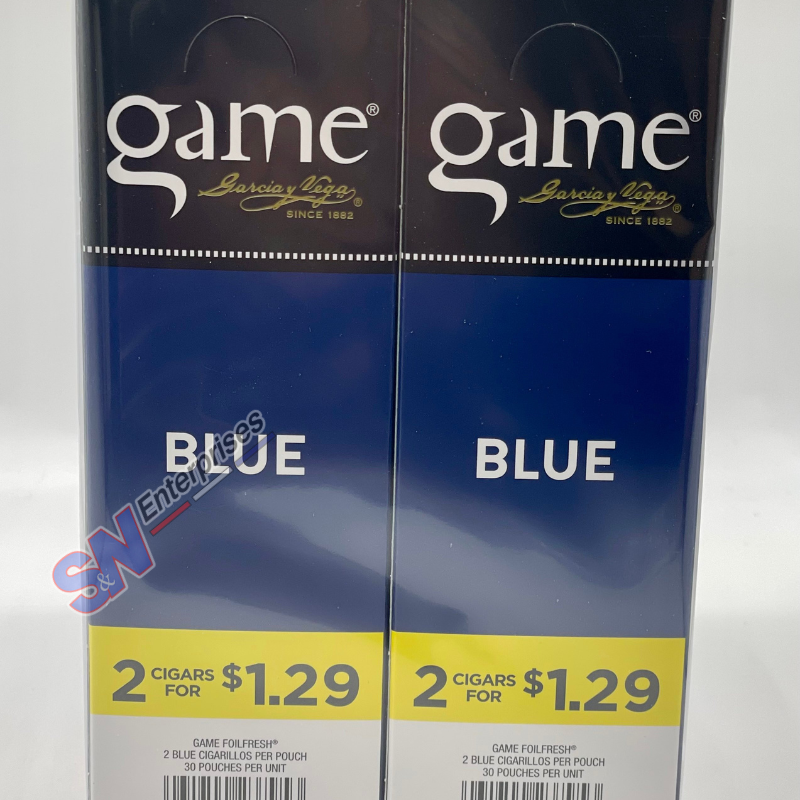 game®
Garcia y Vega®
SINCE 1882
BLUE
2 CIGARS FOR $1.29
GAME FOILFRESH®
2 BLUE CIGARILLOS PER POUCH
30 POUCHES PER UNIT
game®
Garcia y Vega®
SINCE 1882
BLUE
2 CIGARS FOR $1.29
GAME FOILFRESH®
2 BLUE CIGARILLOS PER POUCH
30 POUCHES PER UNIT
S&N Enterprises